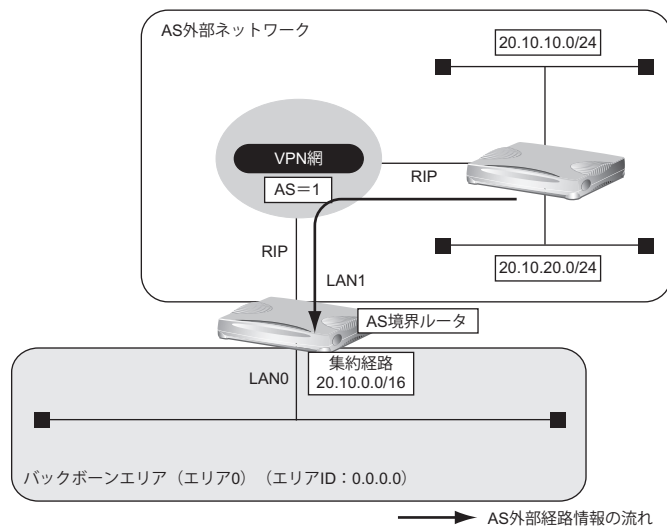 AS外部ネットワーク
20.10.10.0/24
VPN網
RIP
AS＝1
RIP
20.10.20.0/24
LAN1
AS境界ルータ
集約経路
20.10.0.0/16
LAN0
バックボーンエリア（エリア0）（エリアID：0.0.0.0）
AS外部経路情報の流れ